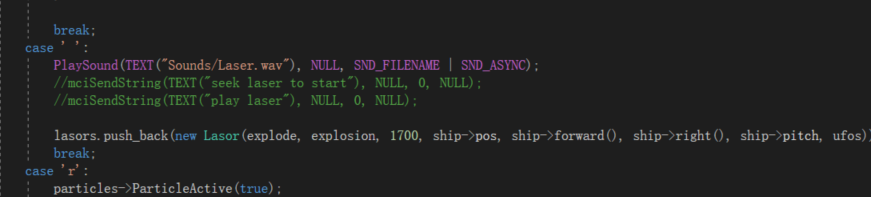 break;
case ' ':
PlaySound(TEXT("Sounds/Laser.wav"), NULL, SND_FILENAME | SND_ASYNC);
//mciSendString(TEXT("seek laser to start"), NULL, 0, NULL);
//mciSendString(TEXT("play laser"), NULL, 0, NULL);
lasors.push_back(new Lasor(explode, explosion, 1700, ship->pos, ship->forward(), ship->right(), ship->pitch, ufos))
break;
case 'r':
particles->ParticleActive(true);